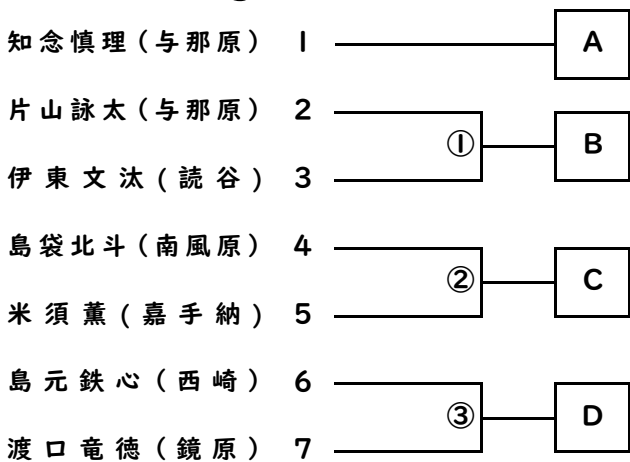 知念慎理(与那原) 1 A
片山詠太(与那原) 2
① B
伊東文汰(読谷) 3
島袋北斗(南風原) 4
② C
米須薫(嘉手納) 5
島元鉄心(西崎) 6
③ D
渡口竜徳(鏡原) 7